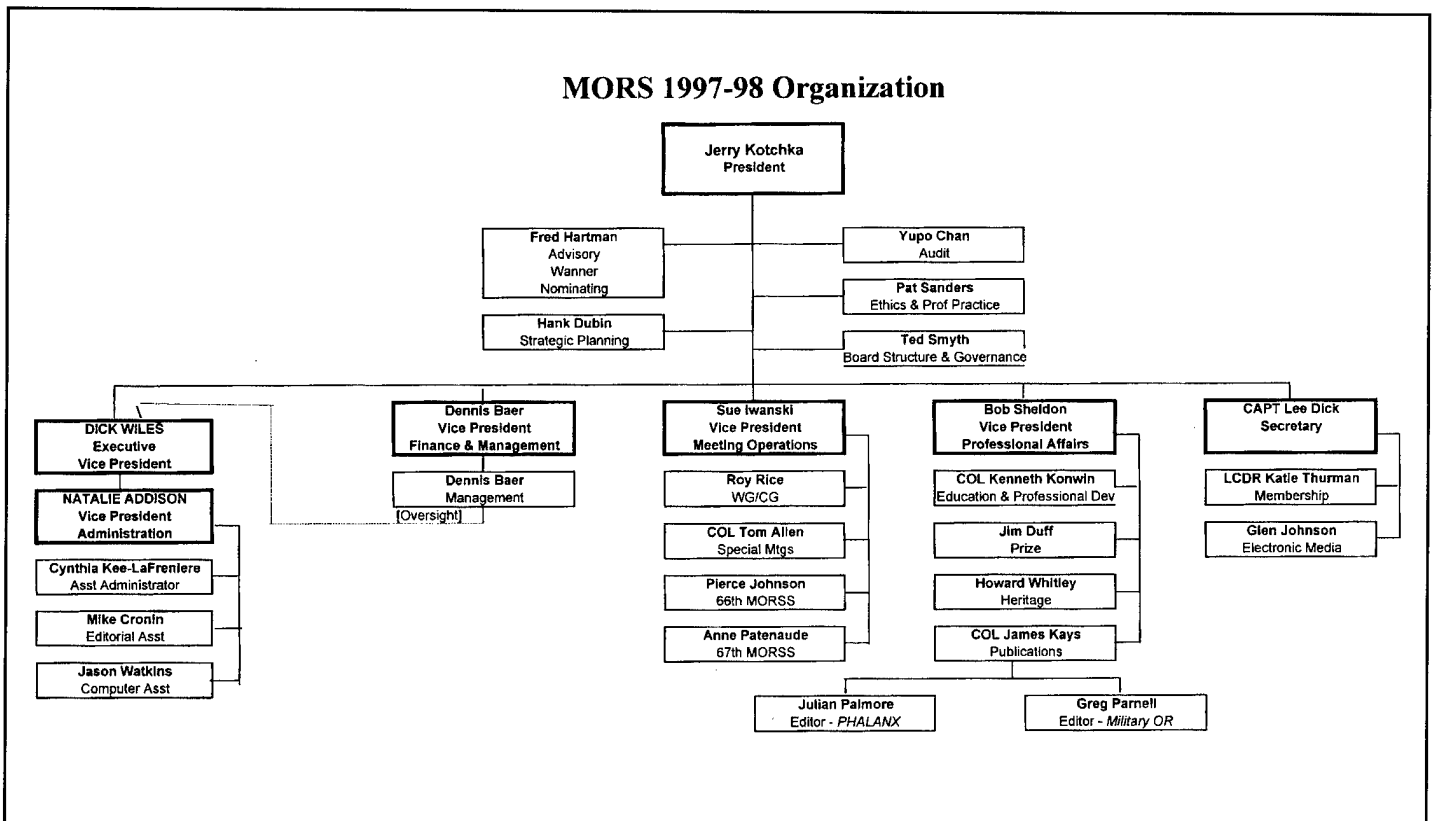 MORS 1997-98 Organization
Jerry Kotchka
President
Fred Hartman
Advisory
Wanner
Nominating
Yupo Chan
Audit
Pat Sanders
Ethics & Prof Practice
Hank Dubin
Strategic Planning
Ted Smyth
Board Structure & Governance
DICK WILES
Executive
Vice President
NATALIE ADDISON
Vice President
Administration
Cynthia Kee-LaFreniere
Asst Administrator
Mike Cronin
Editorial Asst
Jason Watkins
Computer Asst
Dennis Baer
Vice President
Finance & Management
Dennis Baer
Management
[Oversight]
Sue Iwanski
Vice President
Meeting Operations
Roy Rice
WG/CG
COL Tom Allen
Special Mtgs
Pierce Johnson
66th MORSS
Anne Patenaude
67th MORSS
Bob Sheldon
Vice President
Professional Affairs
COL Kenneth Konwin
Education & Professional Dev
Jim Duff
Prize
Howard Whitley
Heritage
COL James Kays
Publications
Julian Palmore
Editor - PHALANX
Greg Parnell
Editor - Military OR
CAPT Lee Dick
Secretary
LCDR Katie Thurman
Membership
Glen Johnson
Electronic Media